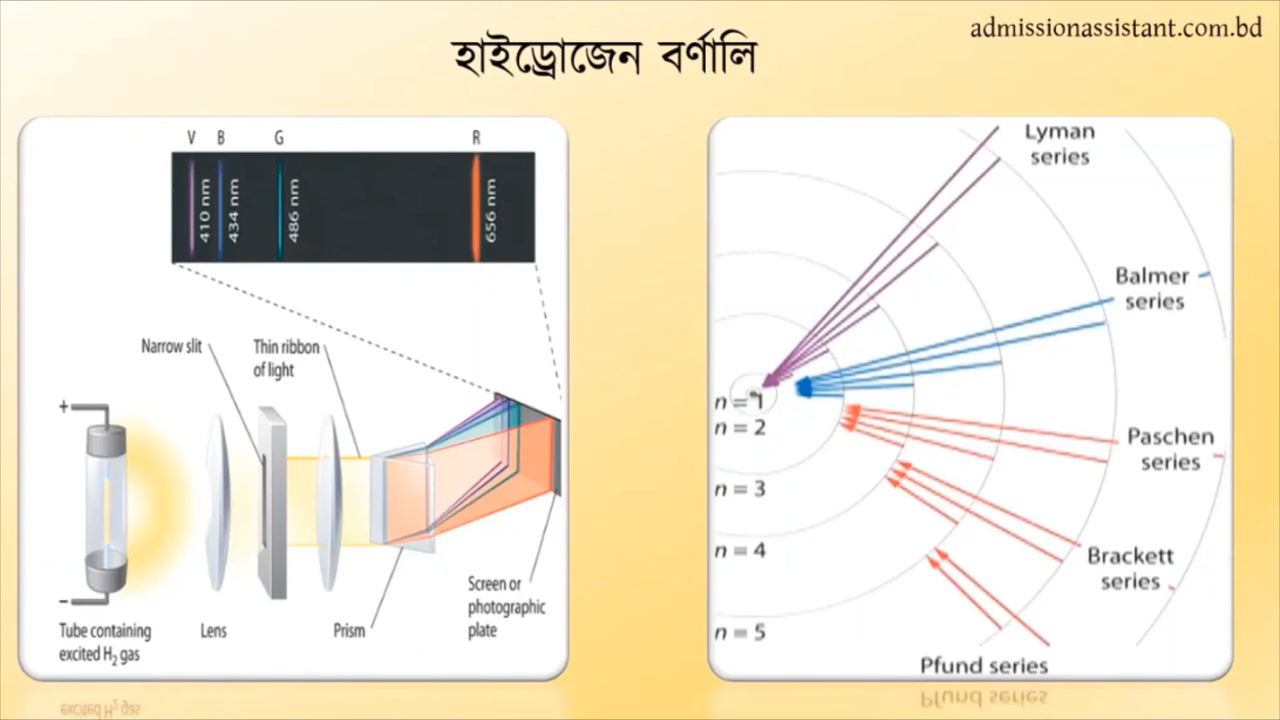 admissionassistant.com.bd
হাইড্রোজেন বর্ণালি
V B G R
410 nm
434 nm
486 nm
656 nm
Narrow slit
Thin ribbon
of light
+
−
Tube containing
excited H₂ gas
Lens
Prism
Screen or
photographic
plate
Lyman
series
Balmer
series
n = 1
n = 2
n = 3
n = 4
n = 5
Paschen
series
Brackett
series
Pfund series